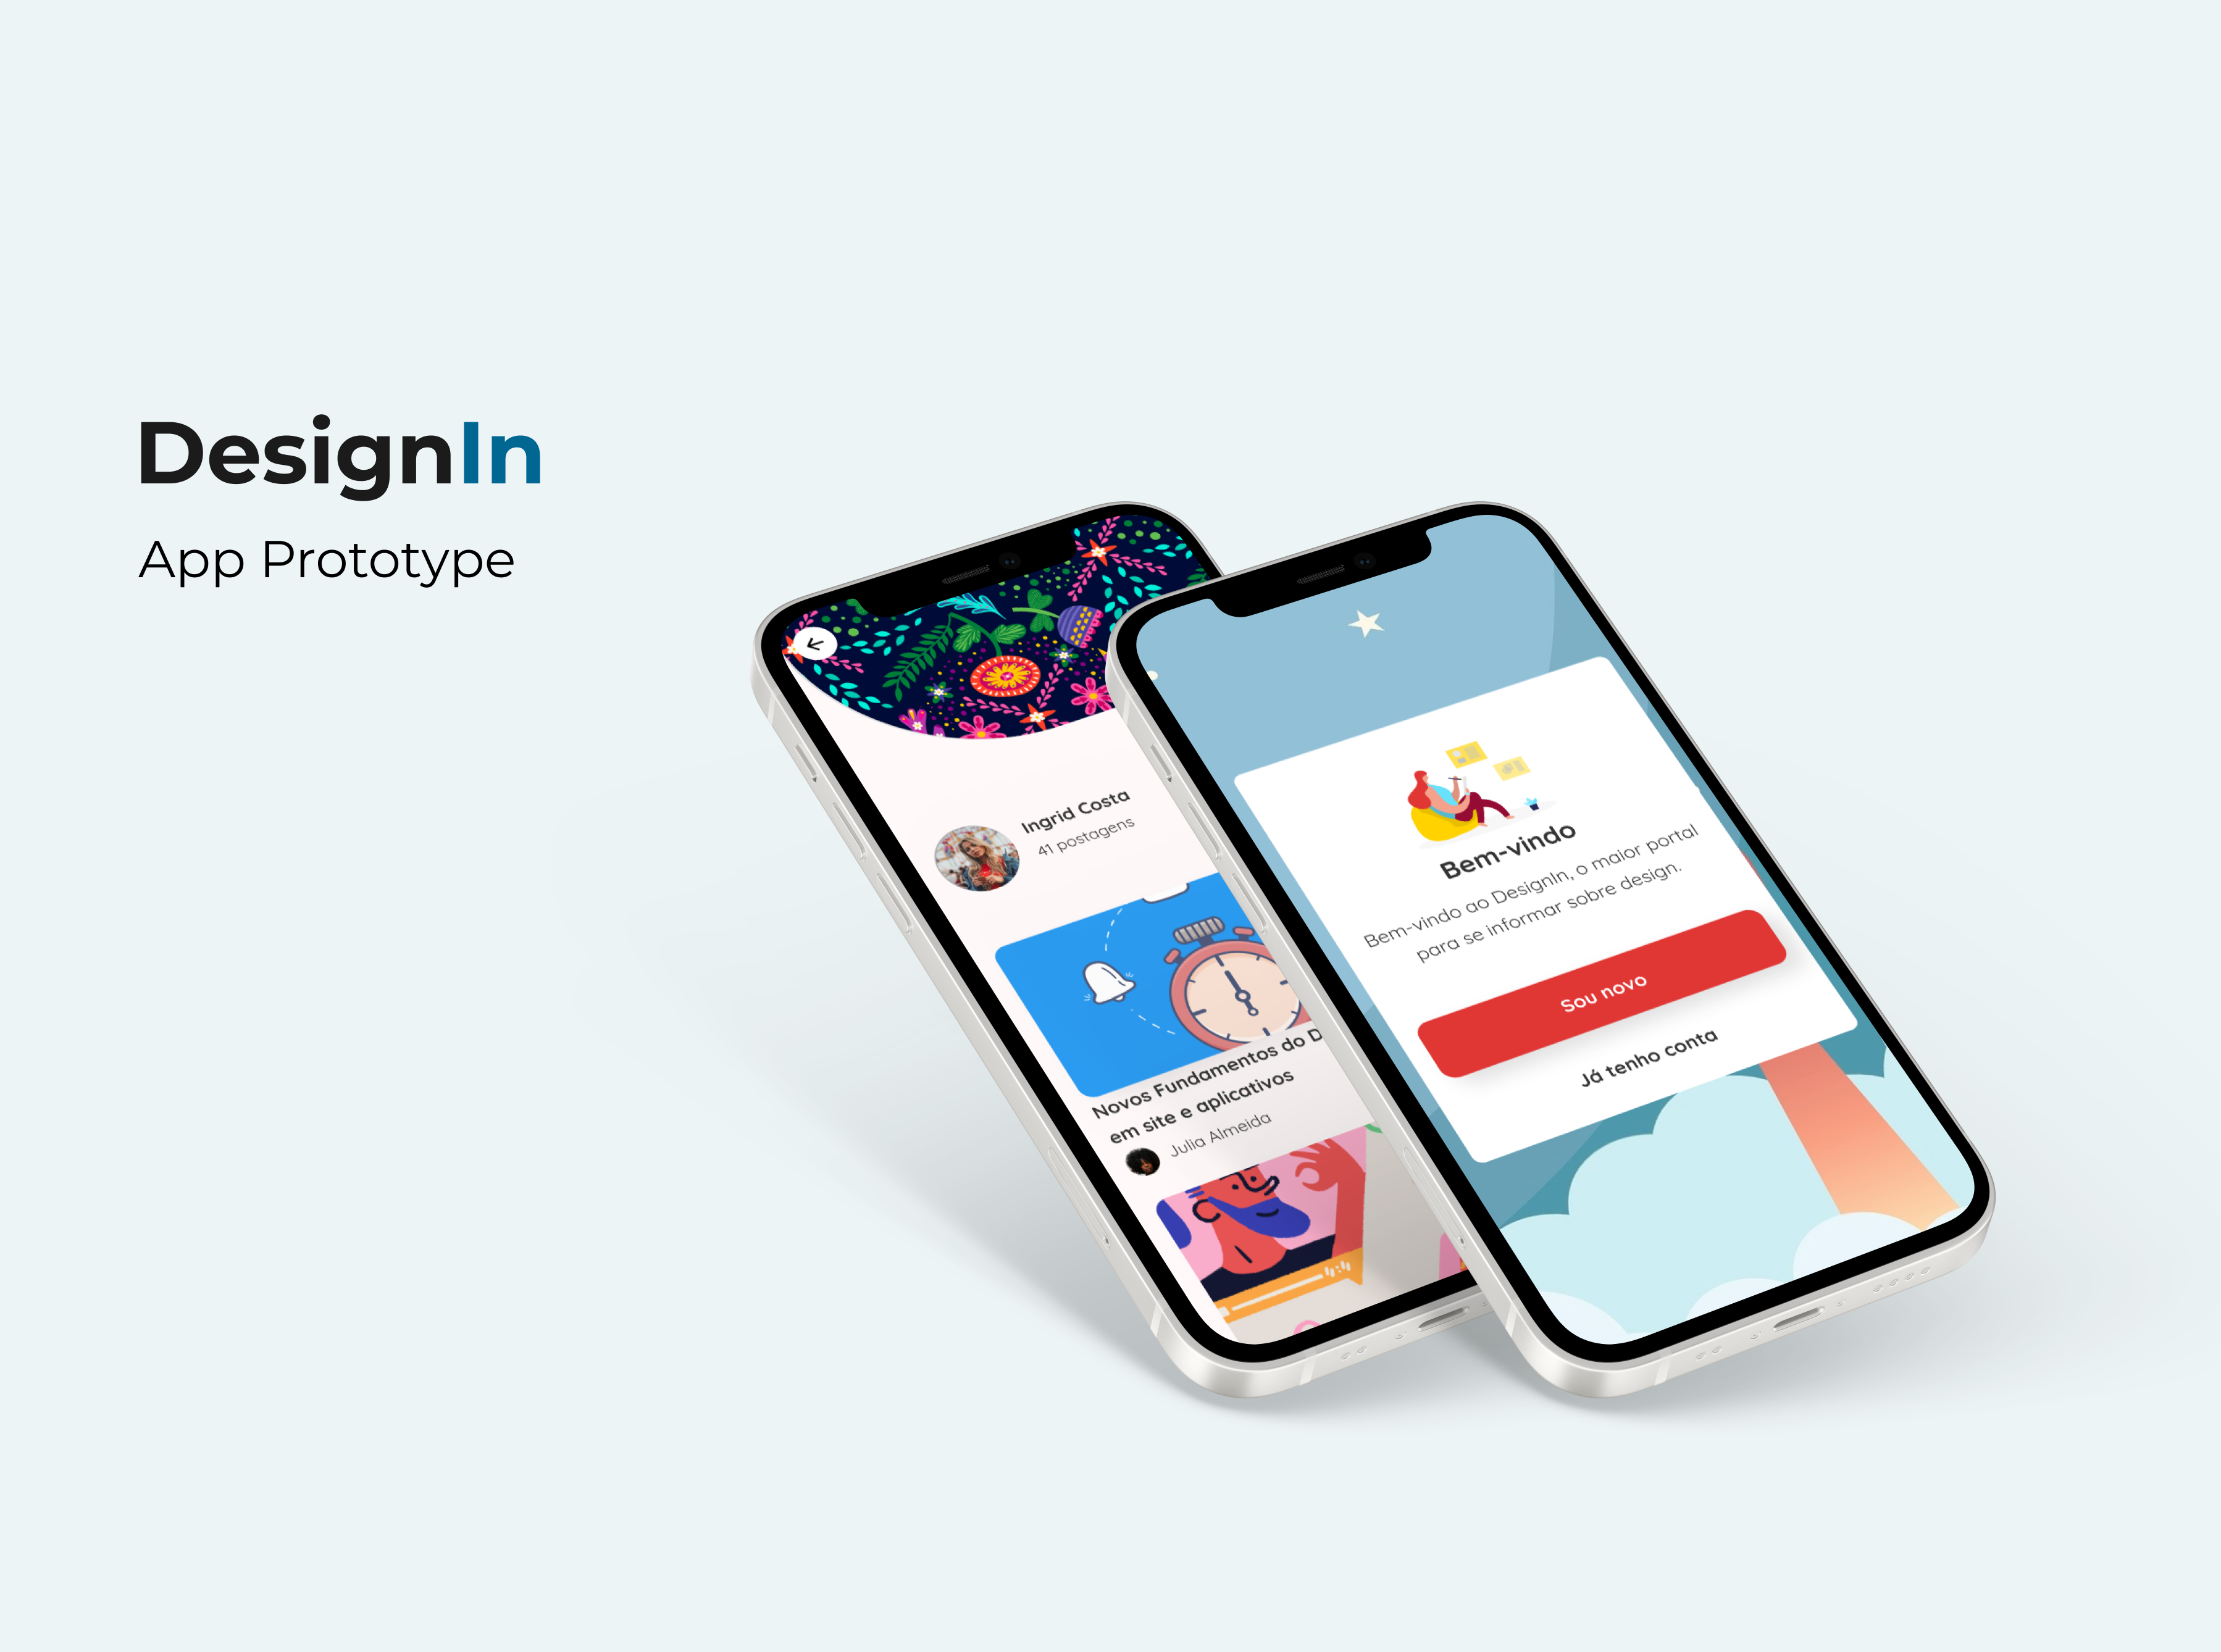 DesignIn
App Prototype
Ingrid Costa
41 postagens
Novos Fundamentos do
em site e aplicativos
Julia Almeida
Bem-vindo
Bem-vindo ao DesignIn, o maior portal
para se informar sobre design.
Sou novo
Já tenho conta